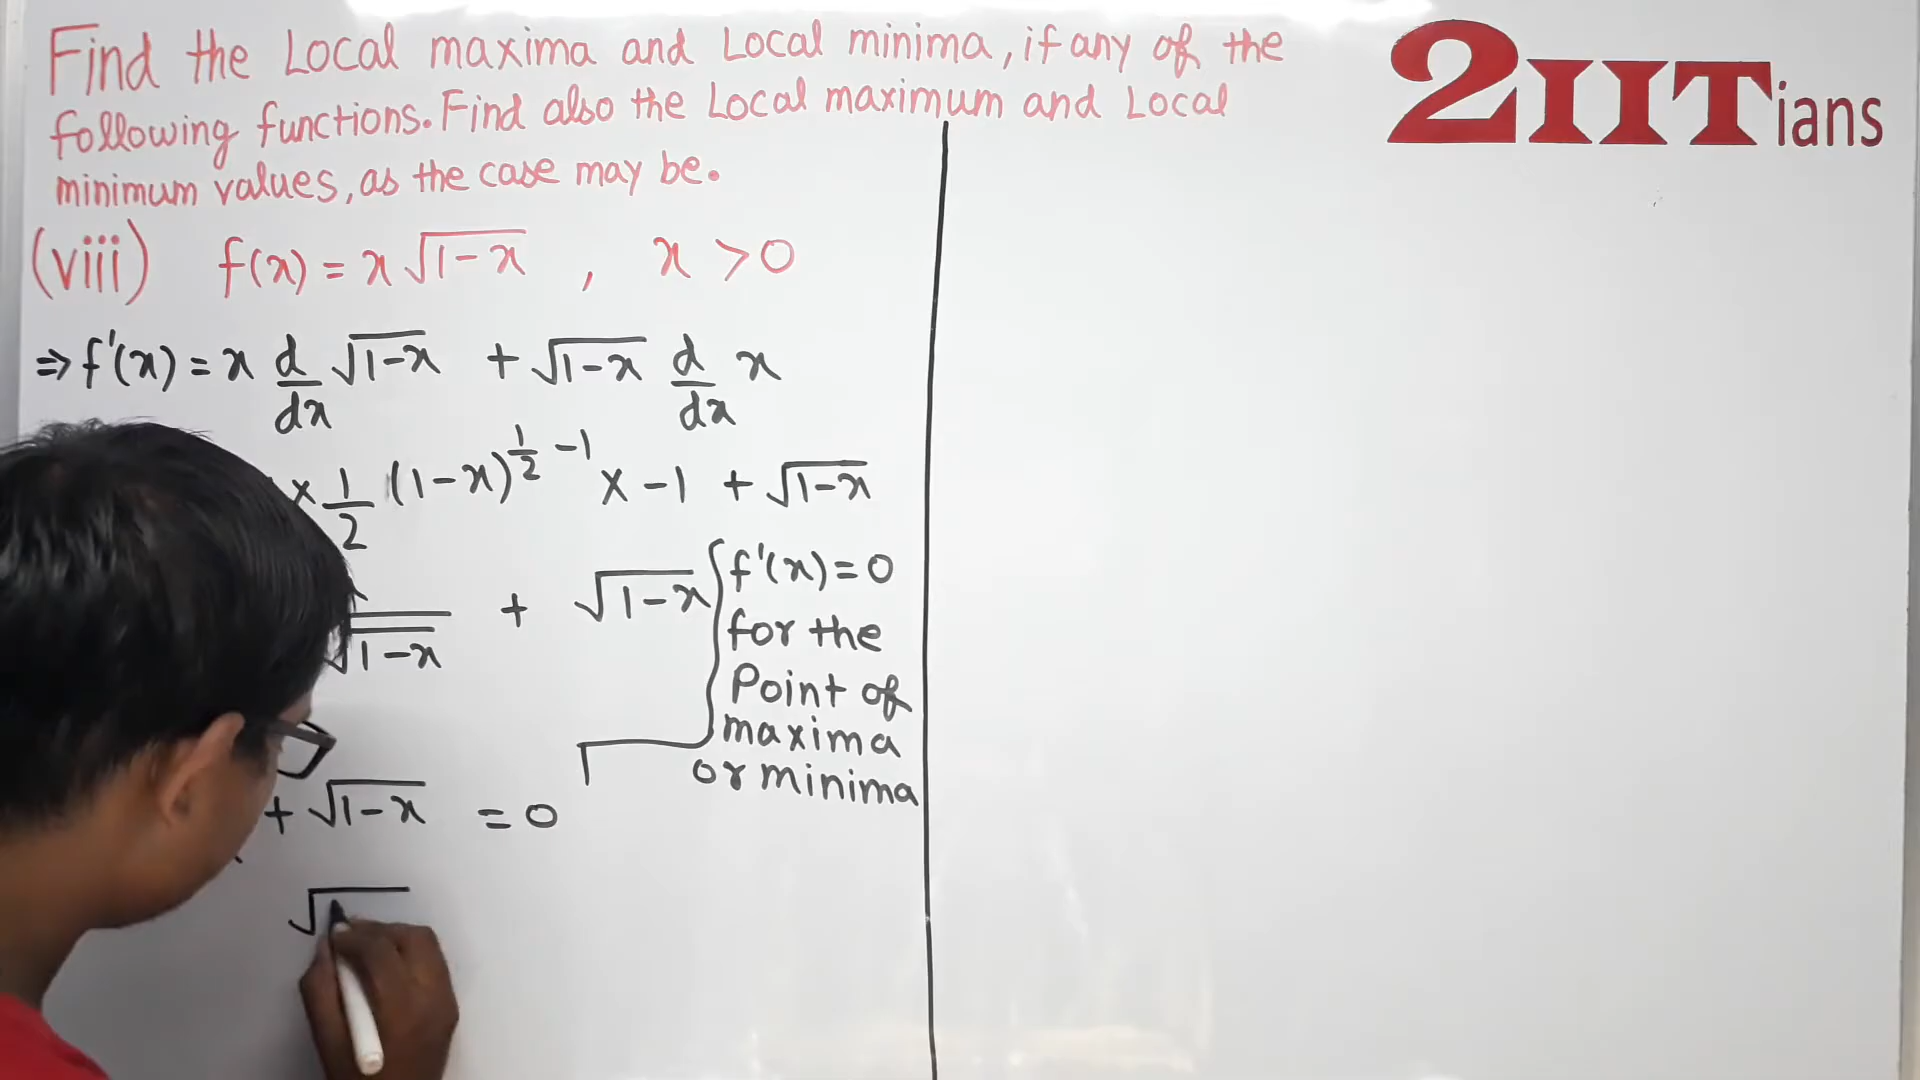 Find the Local maxima and Local minima, if any of the
following functions. Find also the Local maximum and Local
minimum values, as the case may be.
(viii) f(x) = x √(1-x) , x > 0
⇒ f'(x) = x d/dx √(1-x) + √(1-x) d/dx x
× 1/2 (1-x)^(1/2 -1) × -1 + √(1-x)
√(1-x) + √(1-x)
f'(x) = 0
for the
Point of
maxima
or minima
+ √(1-x) = 0
√
2IITians